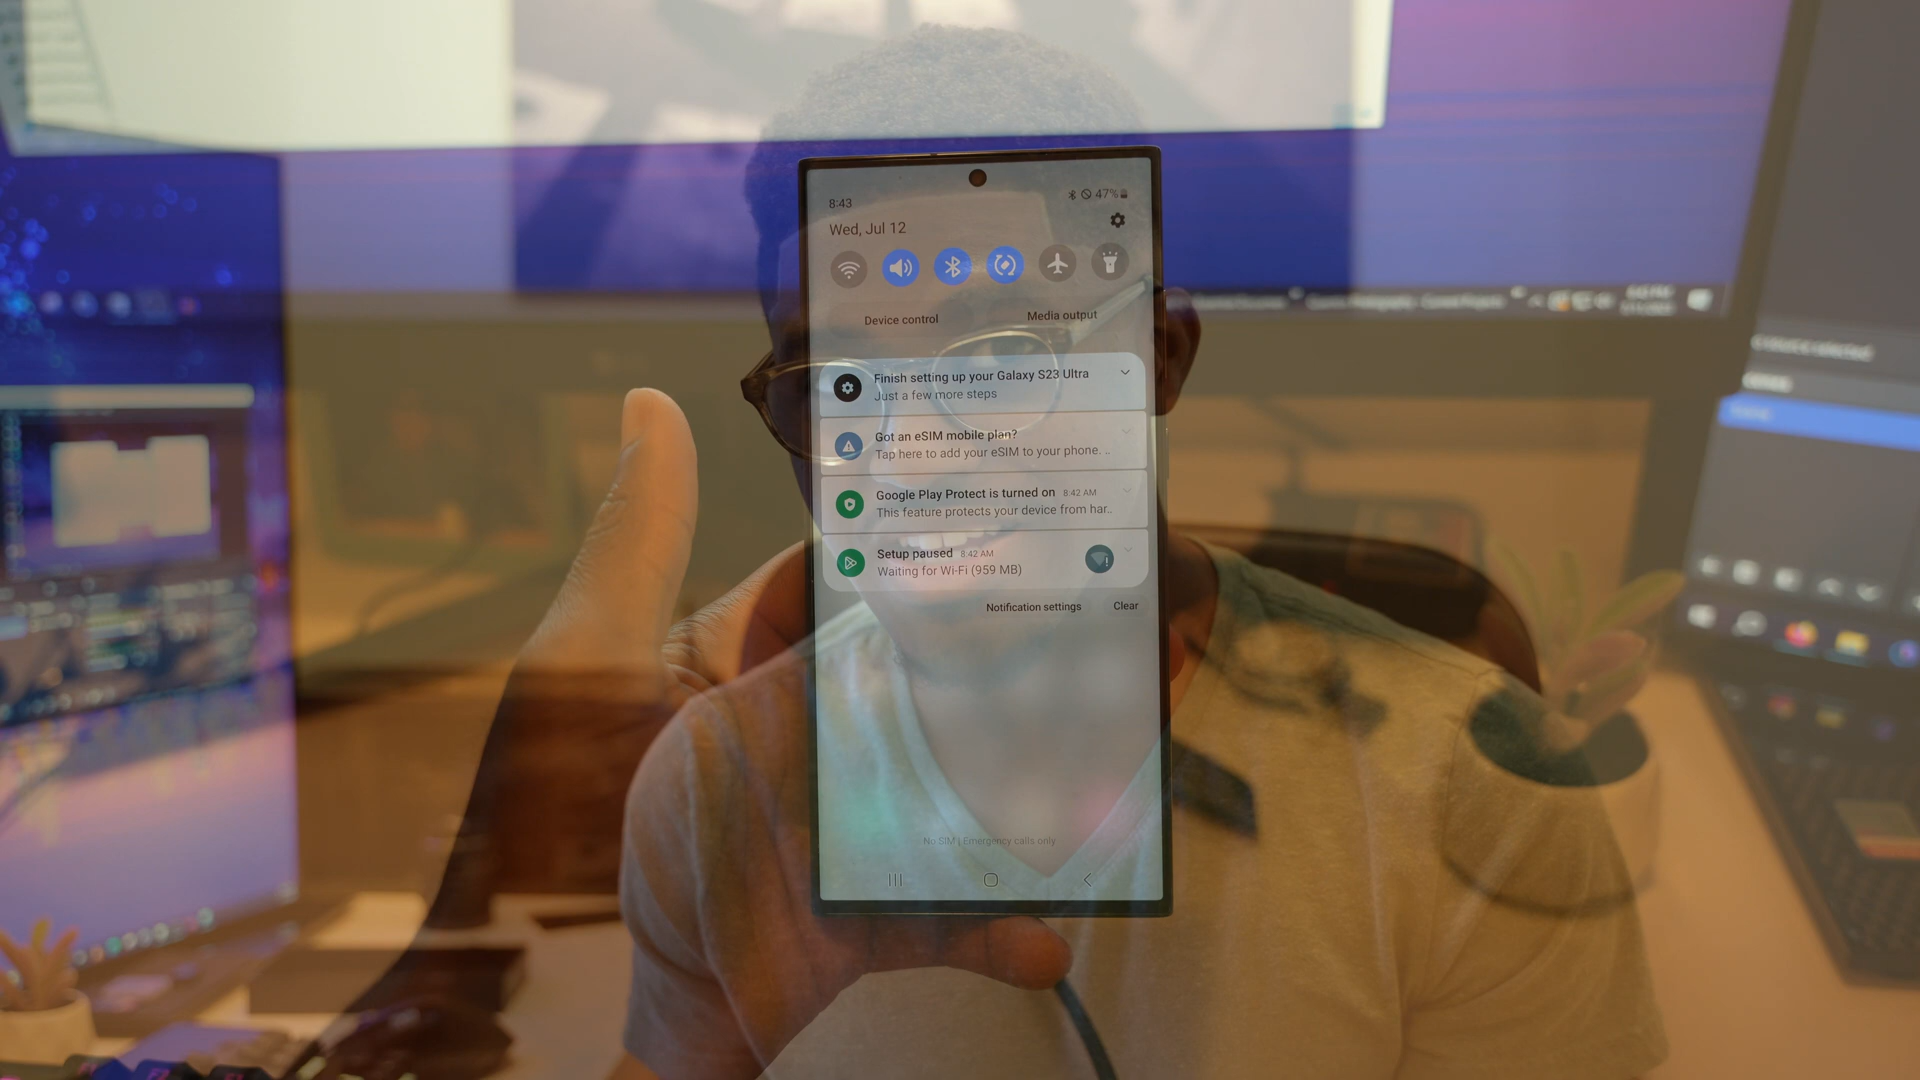 8:43
47%
Wed, Jul 12
Device control
Media output
Finish setting up your Galaxy S23 Ultra
Just a few more steps
Got an eSIM mobile plan?
Tap here to add your eSIM to your phone. ..
Google Play Protect is turned on 8:42 AM
This feature protects your device from har..
Setup paused 8:42 AM
Waiting for Wi-Fi (959 MB)
Notification settings
Clear
No SIM | Emergency calls only